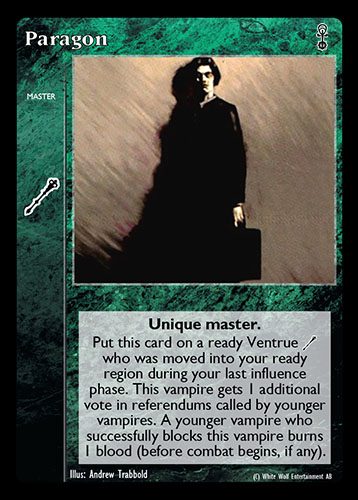 Paragon
MASTER
Unique master.
Put this card on a ready Ventrue
who was moved into your ready
region during your last influence
phase. This vampire gets 1 additional
vote in referendums called by younger
vampires. A younger vampire who
successfully blocks this vampire burns
1 blood (before combat begins, if any).
Illus: Andrew Trabbold
(C) White Wolf Entertainment AB